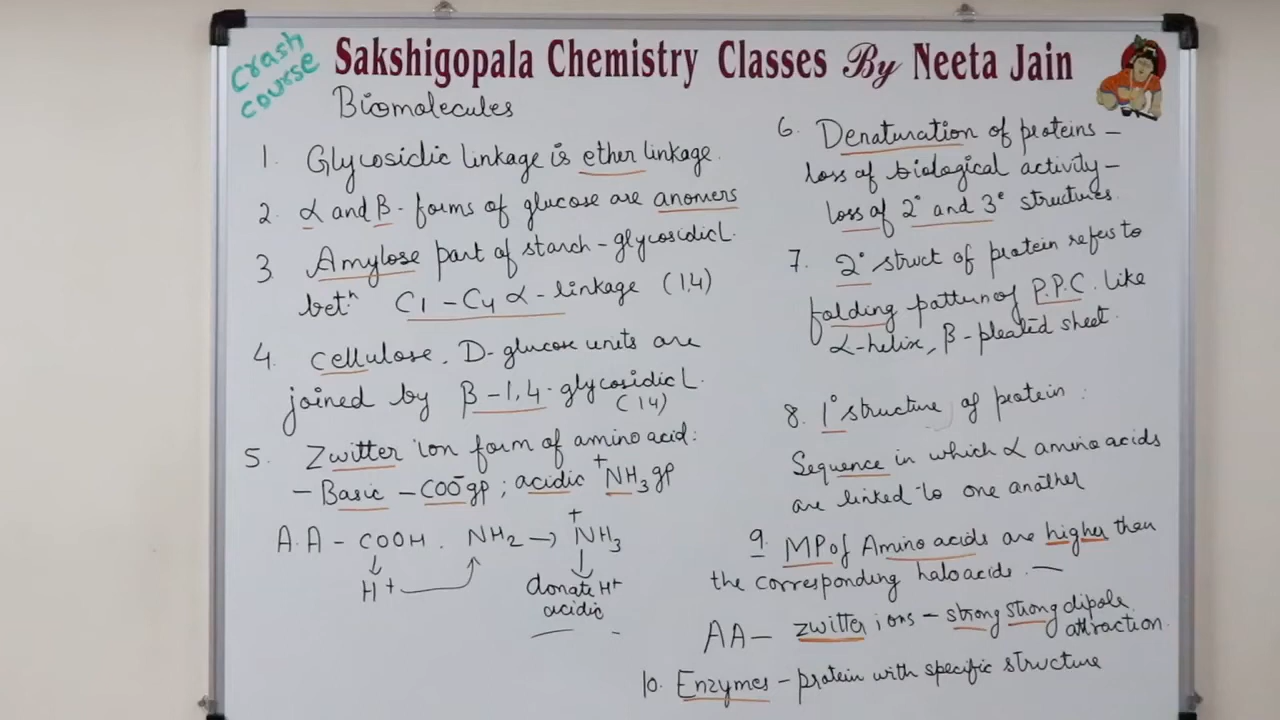 Crash course
Sakshigopala Chemistry Classes By Neeta Jain
Biomolecules
1. Glycosidic linkage is ether linkage.
2. α and β - forms of glucose are anomers
3 Amylose part of starch - glycosidic L.
betⁿ C1 - C4 α - linkage (1,4)
4. Cellulose. D-glucose units are
joined by β-1,4-glycosidic L.
(14)
5. Zwitter ion form of amino acid:
- Basic - COO⁻ gp ; acidic ⁺NH3 gp
A.A - COOH . NH2 → ⁺NH3
↓ ↓
H+ → donate H+
acidic
6. Denaturation of proteins -
loss of biological activity -
loss of 2° and 3° structures.
7. 2° struct of protein refers to
folding pattern of P.P.C. like
α-helix, β-pleated sheet.
8. 1° structure of protein :
Sequence in which α amino acids
are linked to one another
9. MP of Amino acids are higher than
the corresponding haloacids. -
AA - zwitter ions - strong strong dipole
attraction.
10. Enzymes - protein with specific structure